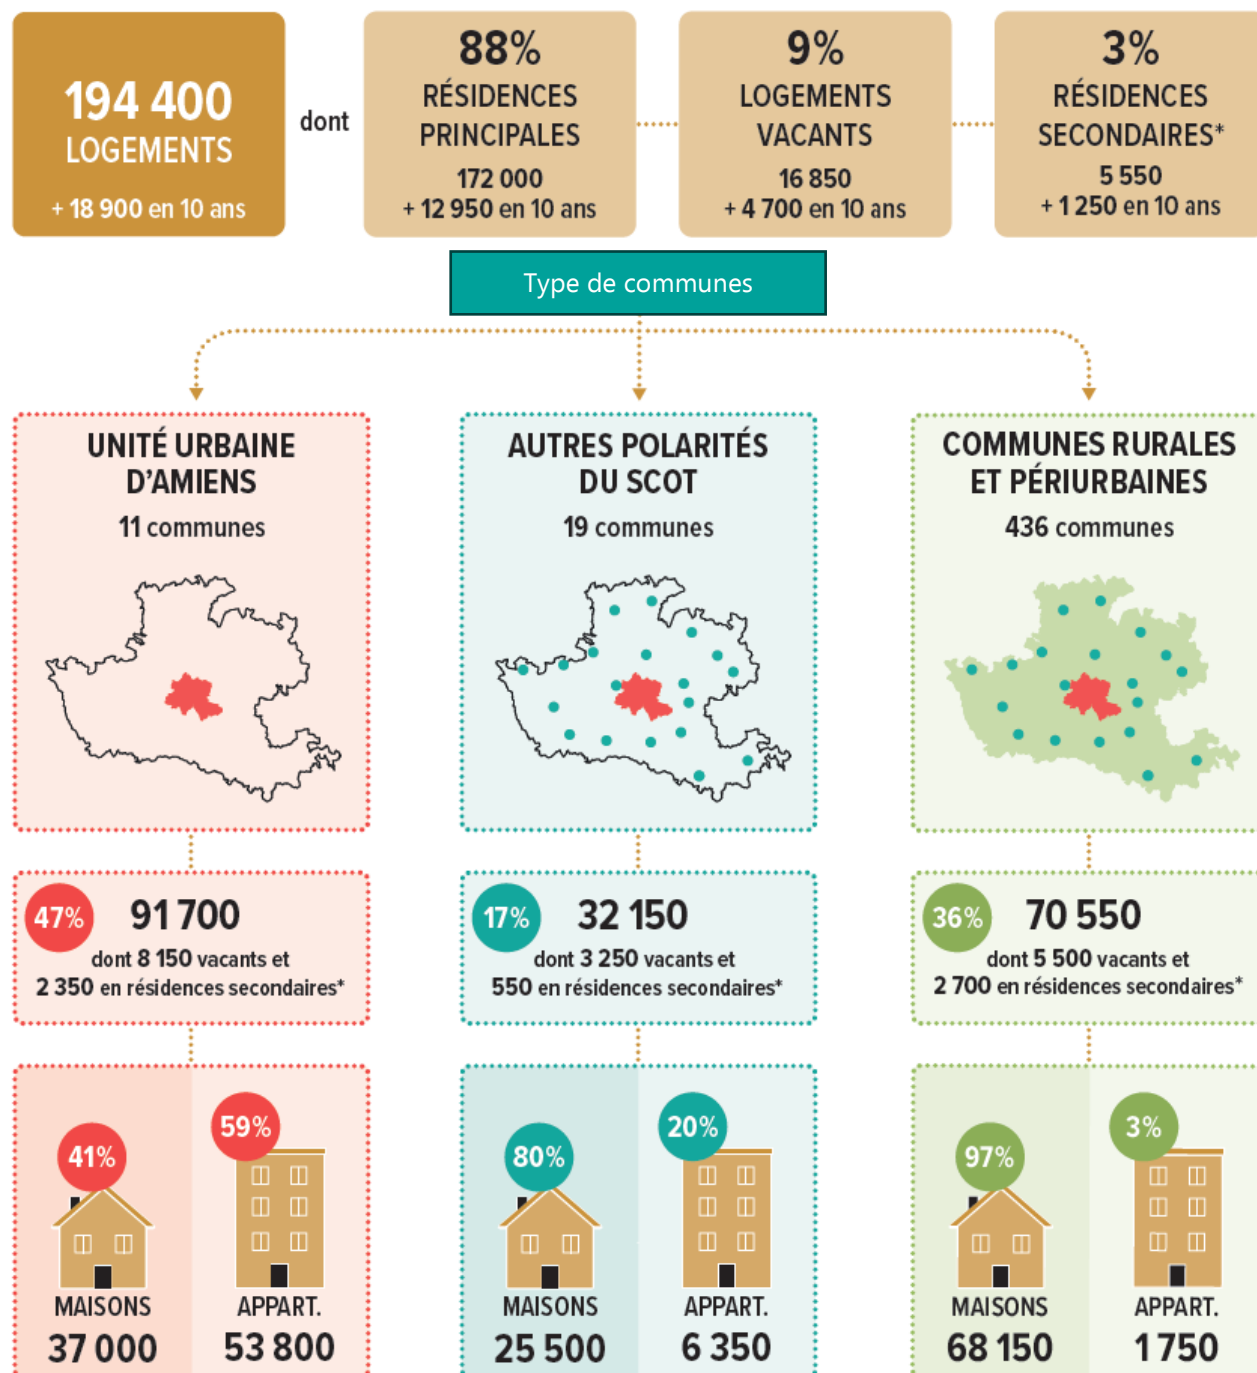 194 400
LOGEMENTS
+ 18 900 en 10 ans
dont
88%
RÉSIDENCES
PRINCIPALES
172 000
+ 12 950 en 10 ans
9%
LOGEMENTS
VACANTS
16 850
+ 4 700 en 10 ans
3%
RÉSIDENCES
SECONDAIRES*
5 550
+ 1 250 en 10 ans
Type de communes
UNITÉ URBAINE
D'AMIENS
11 communes
AUTRES POLARITÉS
DU SCOT
19 communes
COMMUNES RURALES
ET PÉRIURBAINES
436 communes
47%
91 700
dont 8 150 vacants et
2 350 en résidences secondaires*
17%
32 150
dont 3 250 vacants et
550 en résidences secondaires*
36%
70 550
dont 5 500 vacants et
2 700 en résidences secondaires*
41%
MAISONS
37 000
59%
APPART.
53 800
80%
MAISONS
25 500
20%
APPART.
6 350
97%
MAISONS
68 150
3%
APPART.
1 750